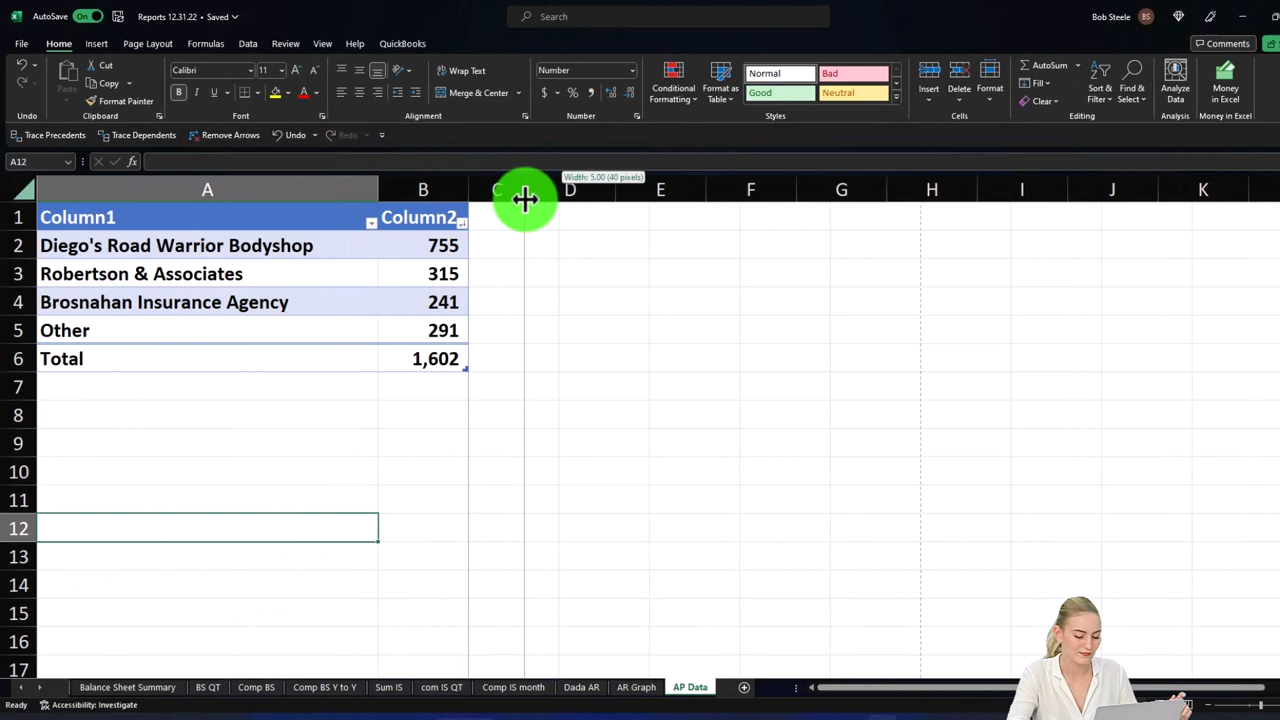 AutoSave On Reports 12.31.22 • Saved Search Bob Steele BS
File Home Insert Page Layout Formulas Data Review View Help QuickBooks Comments
Undo Paste Cut Copy Format Painter Clipboard
Calibri 11 B I U A Font
Wrap Text Merge & Center Alignment
Number $ % , Number
Conditional Formatting Format as Table Normal Bad Good Neutral Styles
Insert Delete Format Cells
AutoSum Fill Clear Sort & Filter Find & Select Editing
Analyze Data Analysis
Money in Excel Money in Excel
Trace Precedents Trace Dependents Remove Arrows Undo Redo
A12 fx
Width: 5.00 (40 pixels)
A B C D E F G H I J K
1 Column1 Column2
2 Diego's Road Warrior Bodyshop 755
3 Robertson & Associates 315
4 Brosnahan Insurance Agency 241
5 Other 291
6 Total 1,602
7
8
9
10
11
12
13
14
15
16
17
Balance Sheet Summary BS QT Comp BS Comp BS Y to Y Sum IS com IS QT Comp IS month Dada AR AR Graph AP Data
Ready Accessibility: Investigate